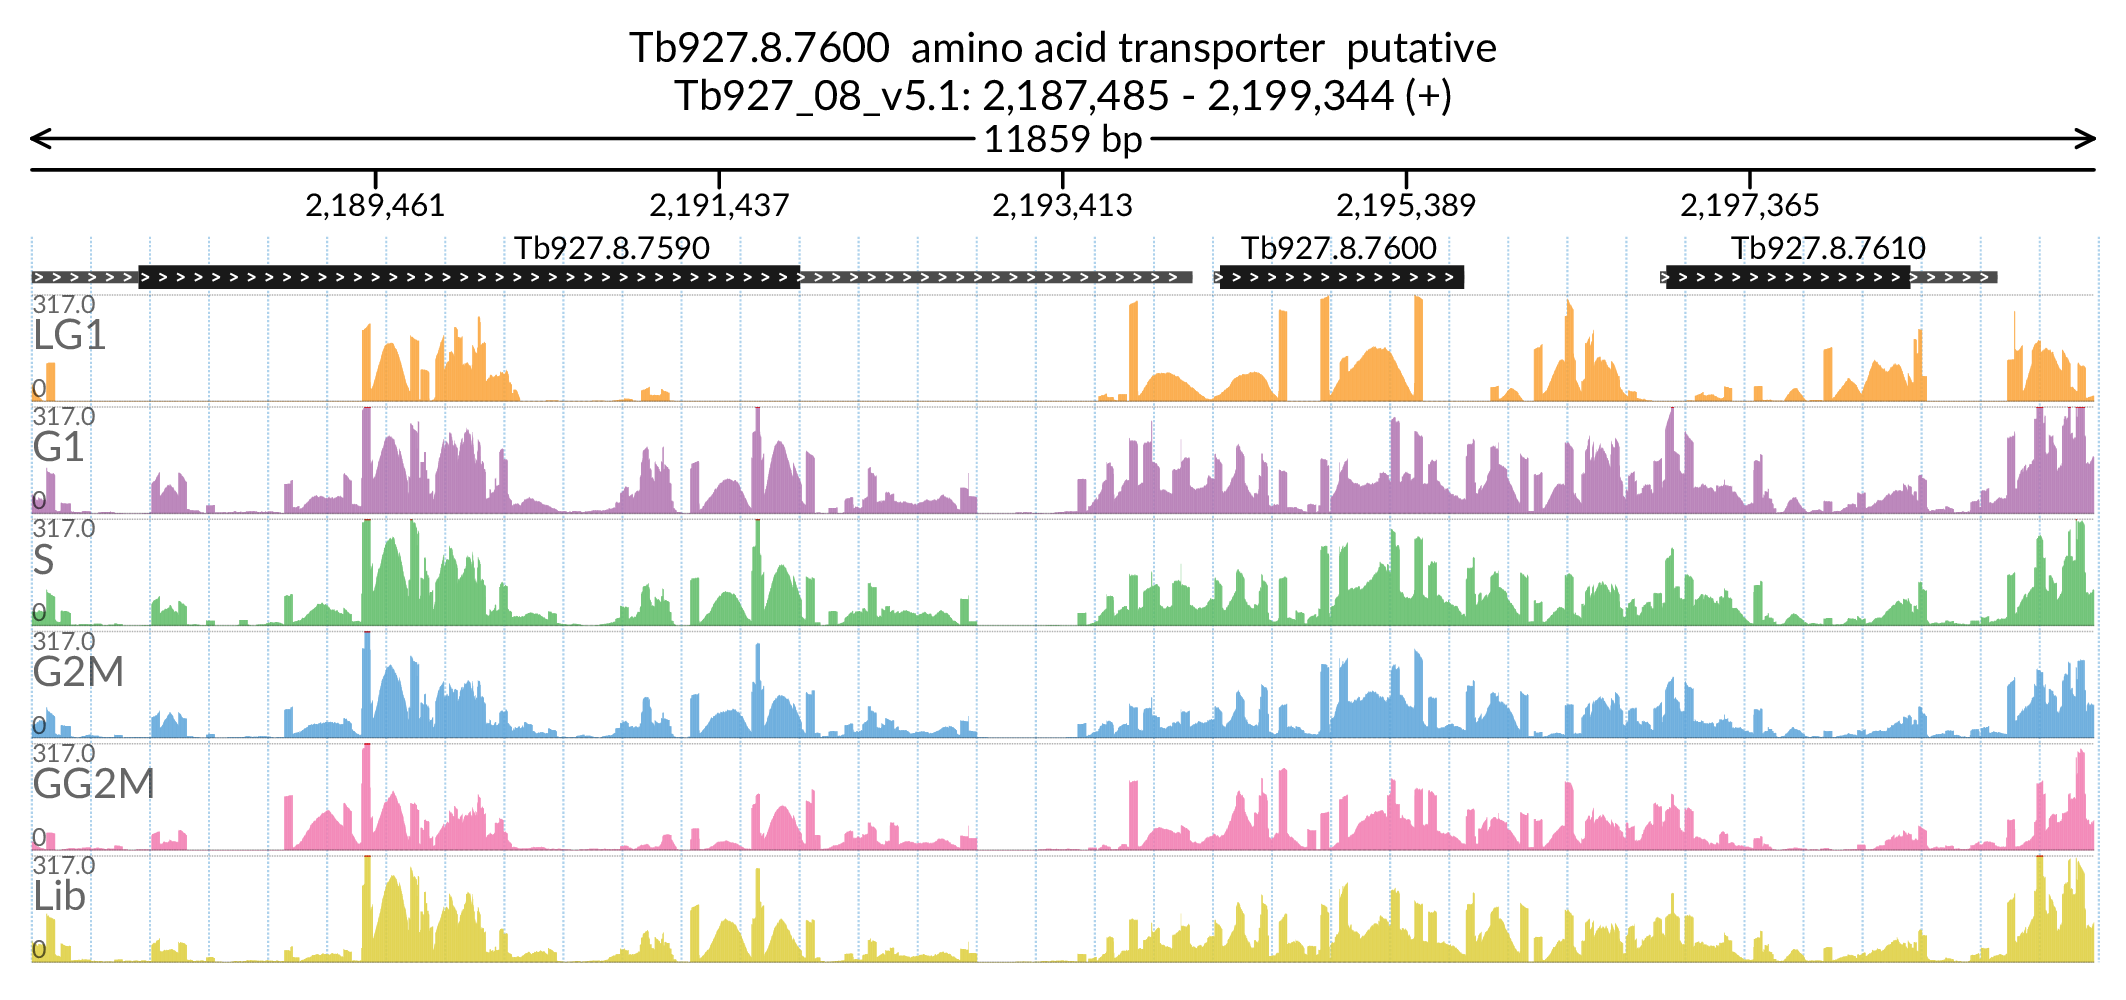 Tb927.8.7600  amino acid transporter  putative
Tb927_08_v5.1: 2,187,485 - 2,199,344 (+)
11859 bp
2,189,461 2,191,437 2,193,413 2,195,389 2,197,365
Tb927.8.7590 Tb927.8.7600 Tb927.8.7610
317.0
LG1
0
317.0
G1
0
317.0
S
0
317.0
G2M
0
317.0
GG2M
0
317.0
Lib
0